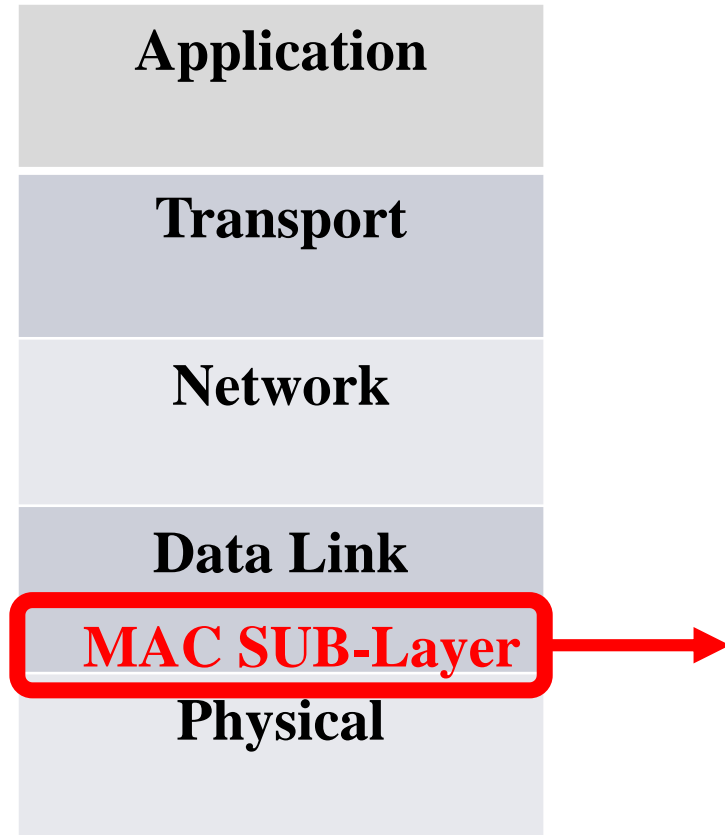 Application
Transport
Network
Data Link
MAC SUB-Layer
Physical